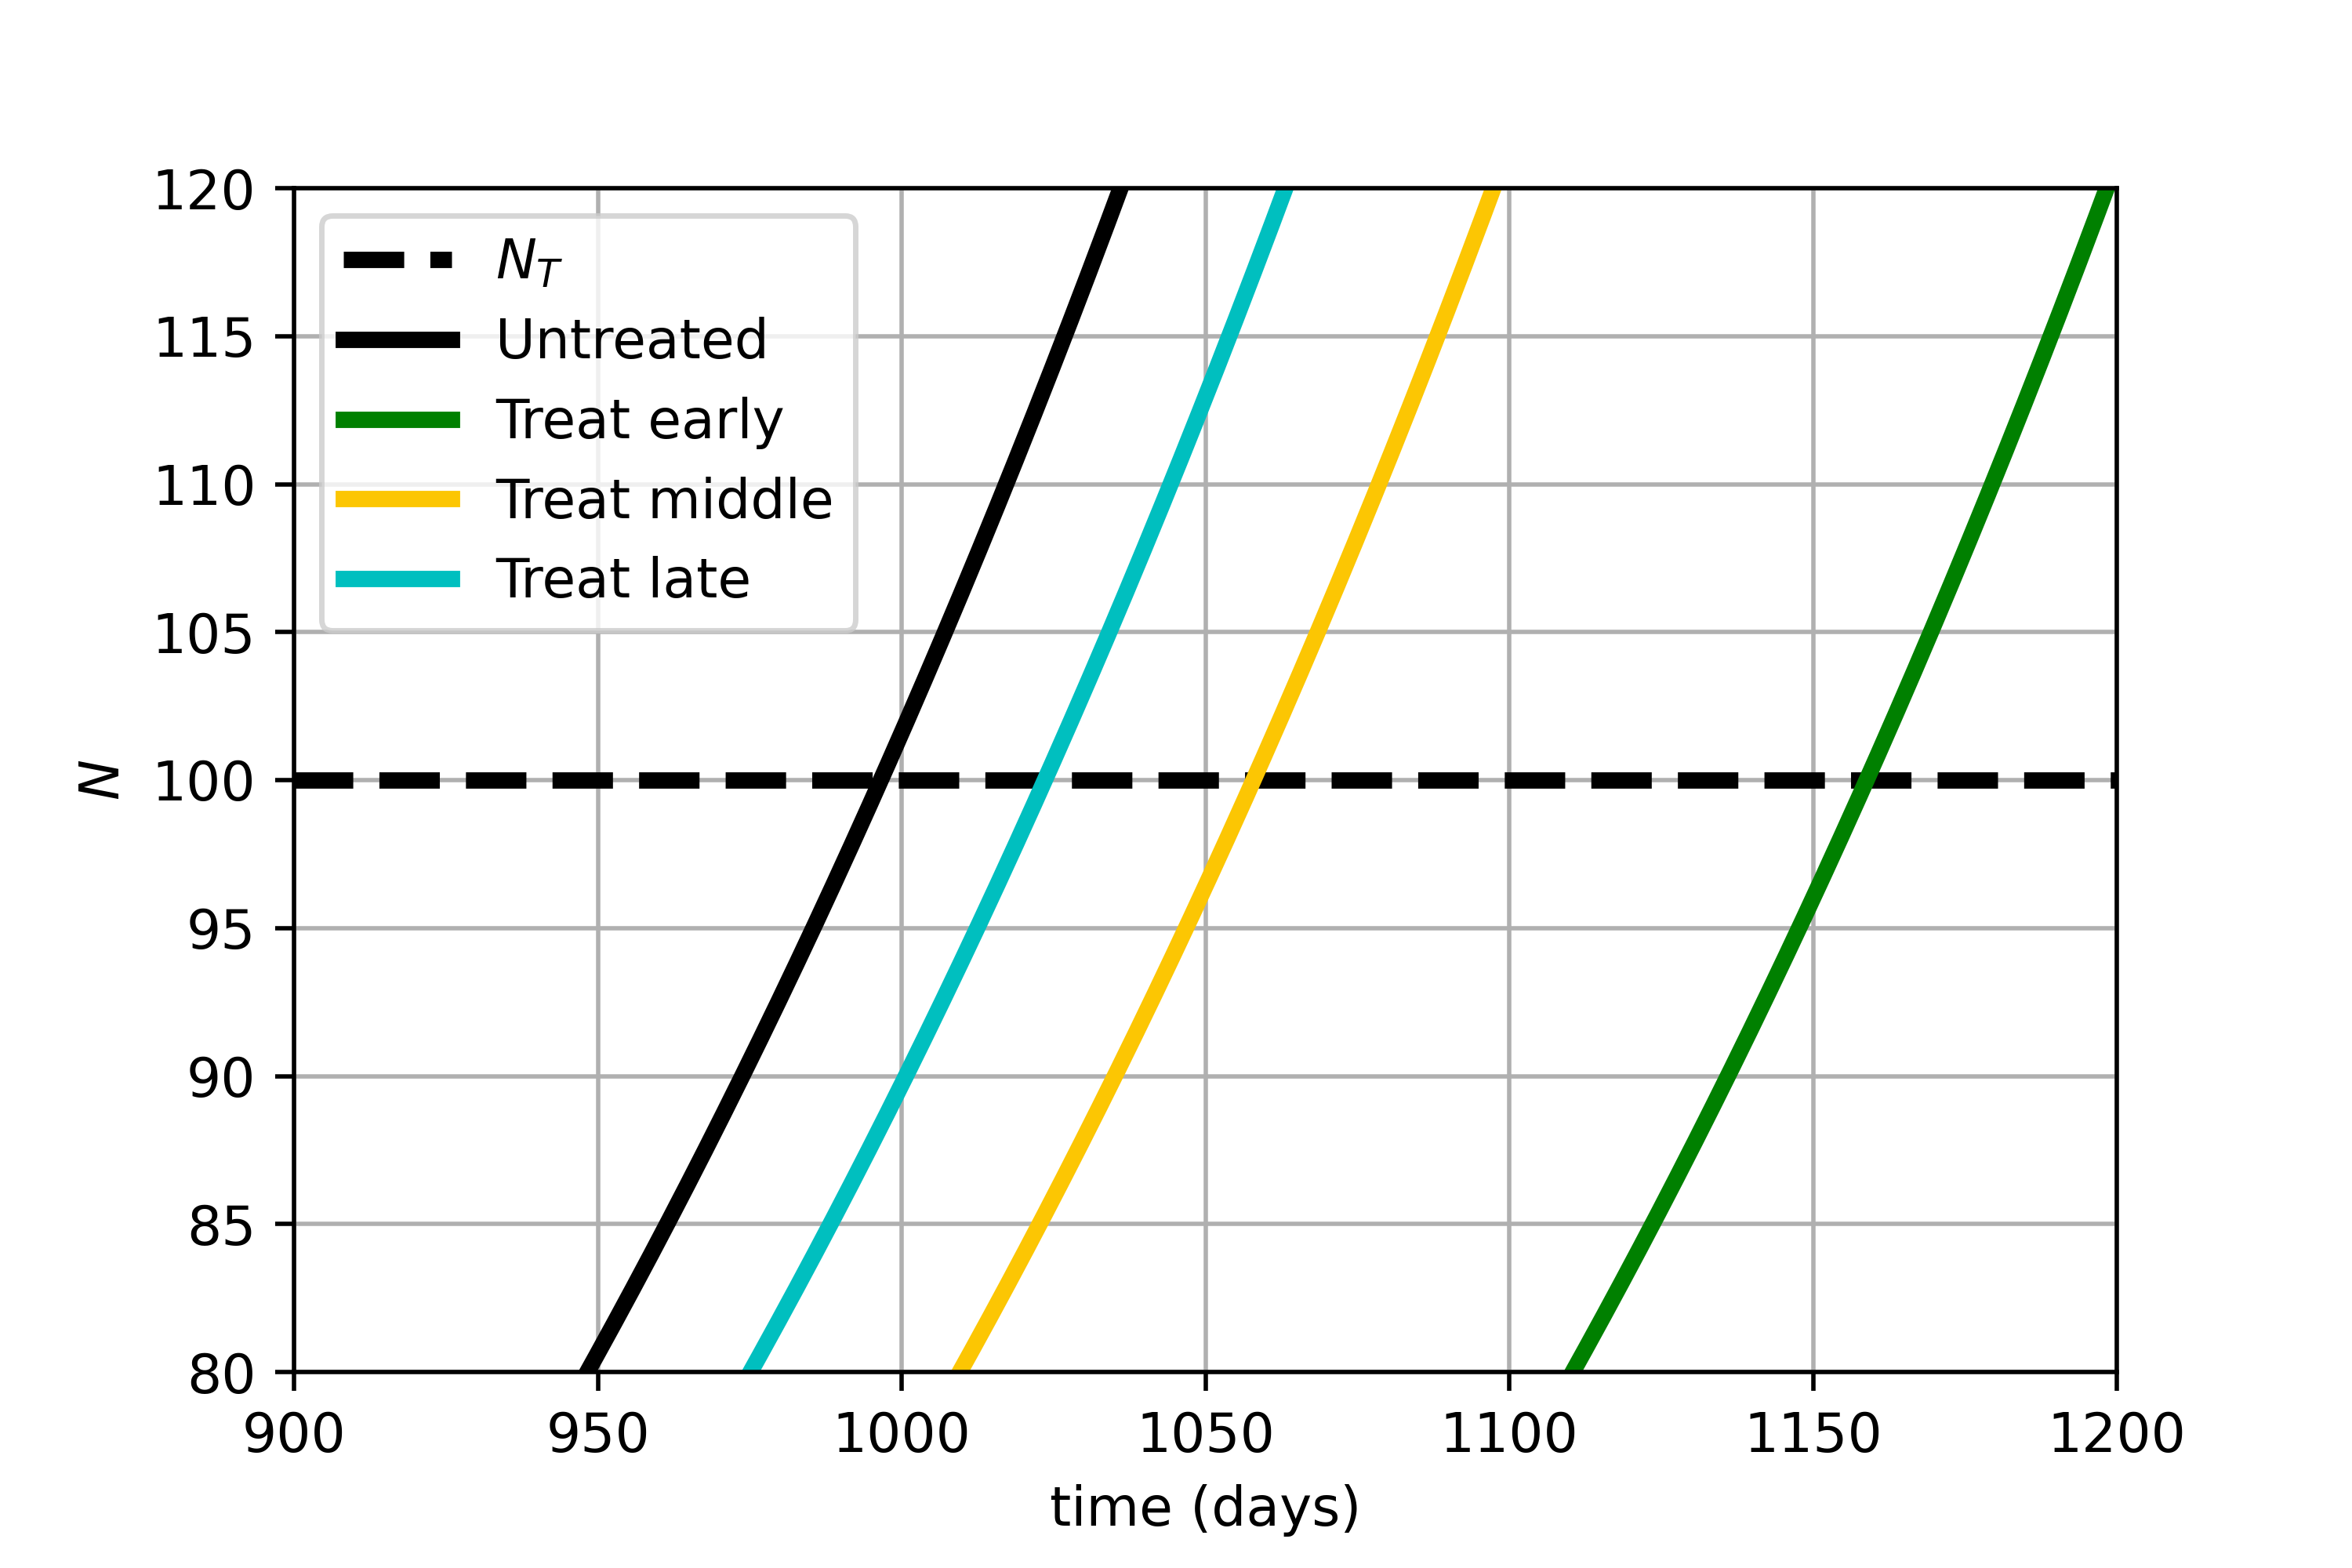 120
115
110
105
100
95
90
85
80
N
N_T
Untreated
Treat early
Treat middle
Treat late
900 950 1000 1050 1100 1150 1200
time (days)